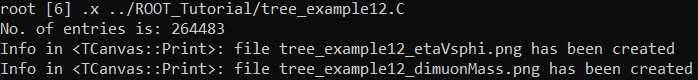 root [6] .x ../ROOT_Tutorial/tree_example12.C
No. of entries is: 264483
Info in <TCanvas::Print>: file tree_example12_etaVsphi.png has been created
Info in <TCanvas::Print>: file tree_example12_dimuonMass.png has been created